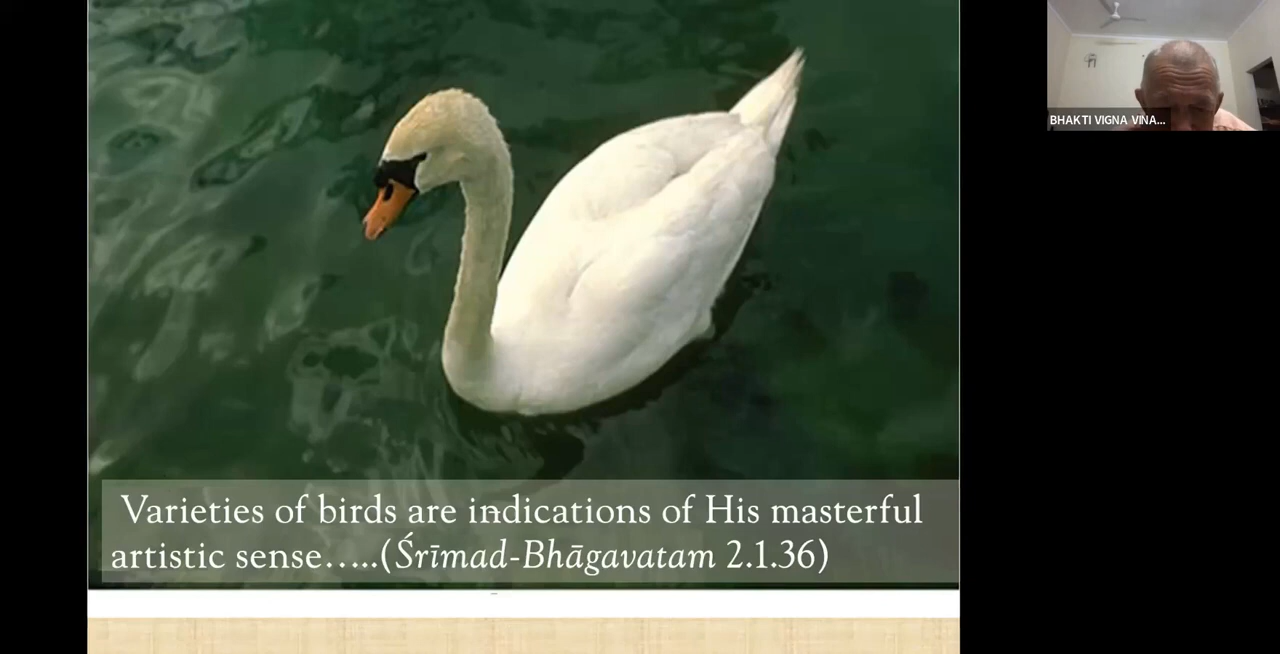 Varieties of birds are indications of His masterful
artistic sense.....(Śrīmad-Bhāgavatam 2.1.36)
BHAKTI VIGNA VINA...